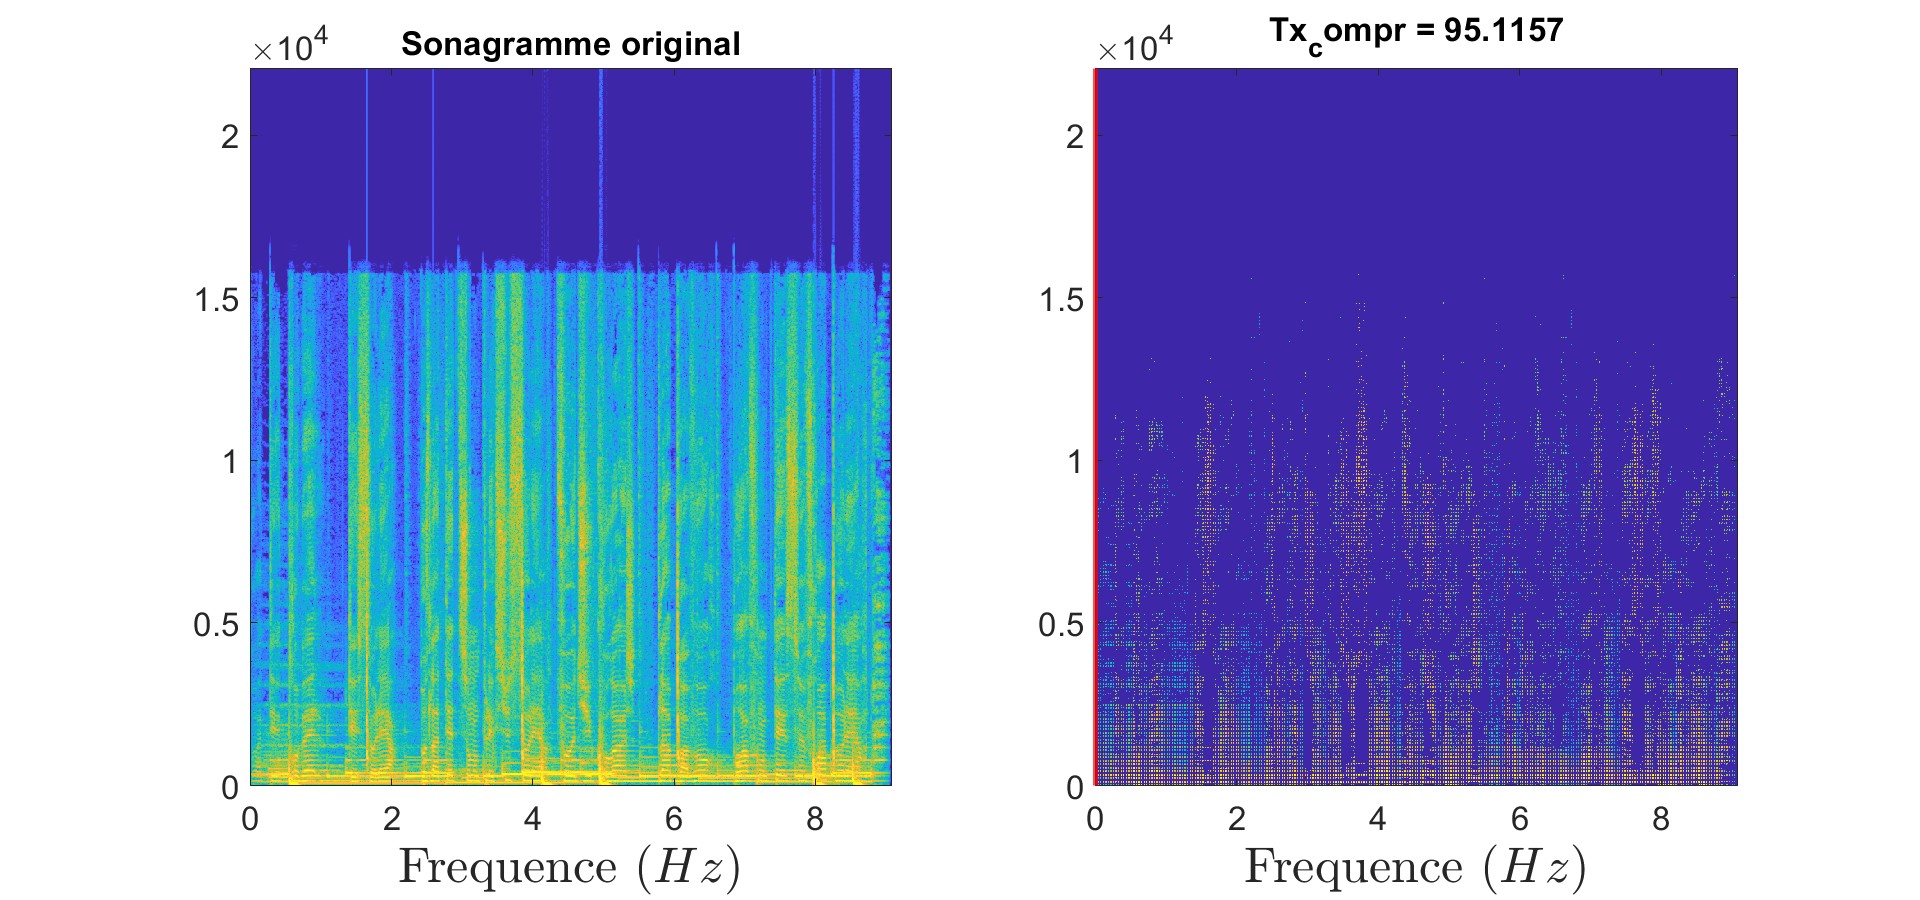 Sonagramme original
×10⁴
2
1.5
1
0.5
0
0 2 4 6 8
Frequence (Hz)
Tx_compr = 95.1157
×10⁴
2
1.5
1
0.5
0
0 2 4 6 8
Frequence (Hz)